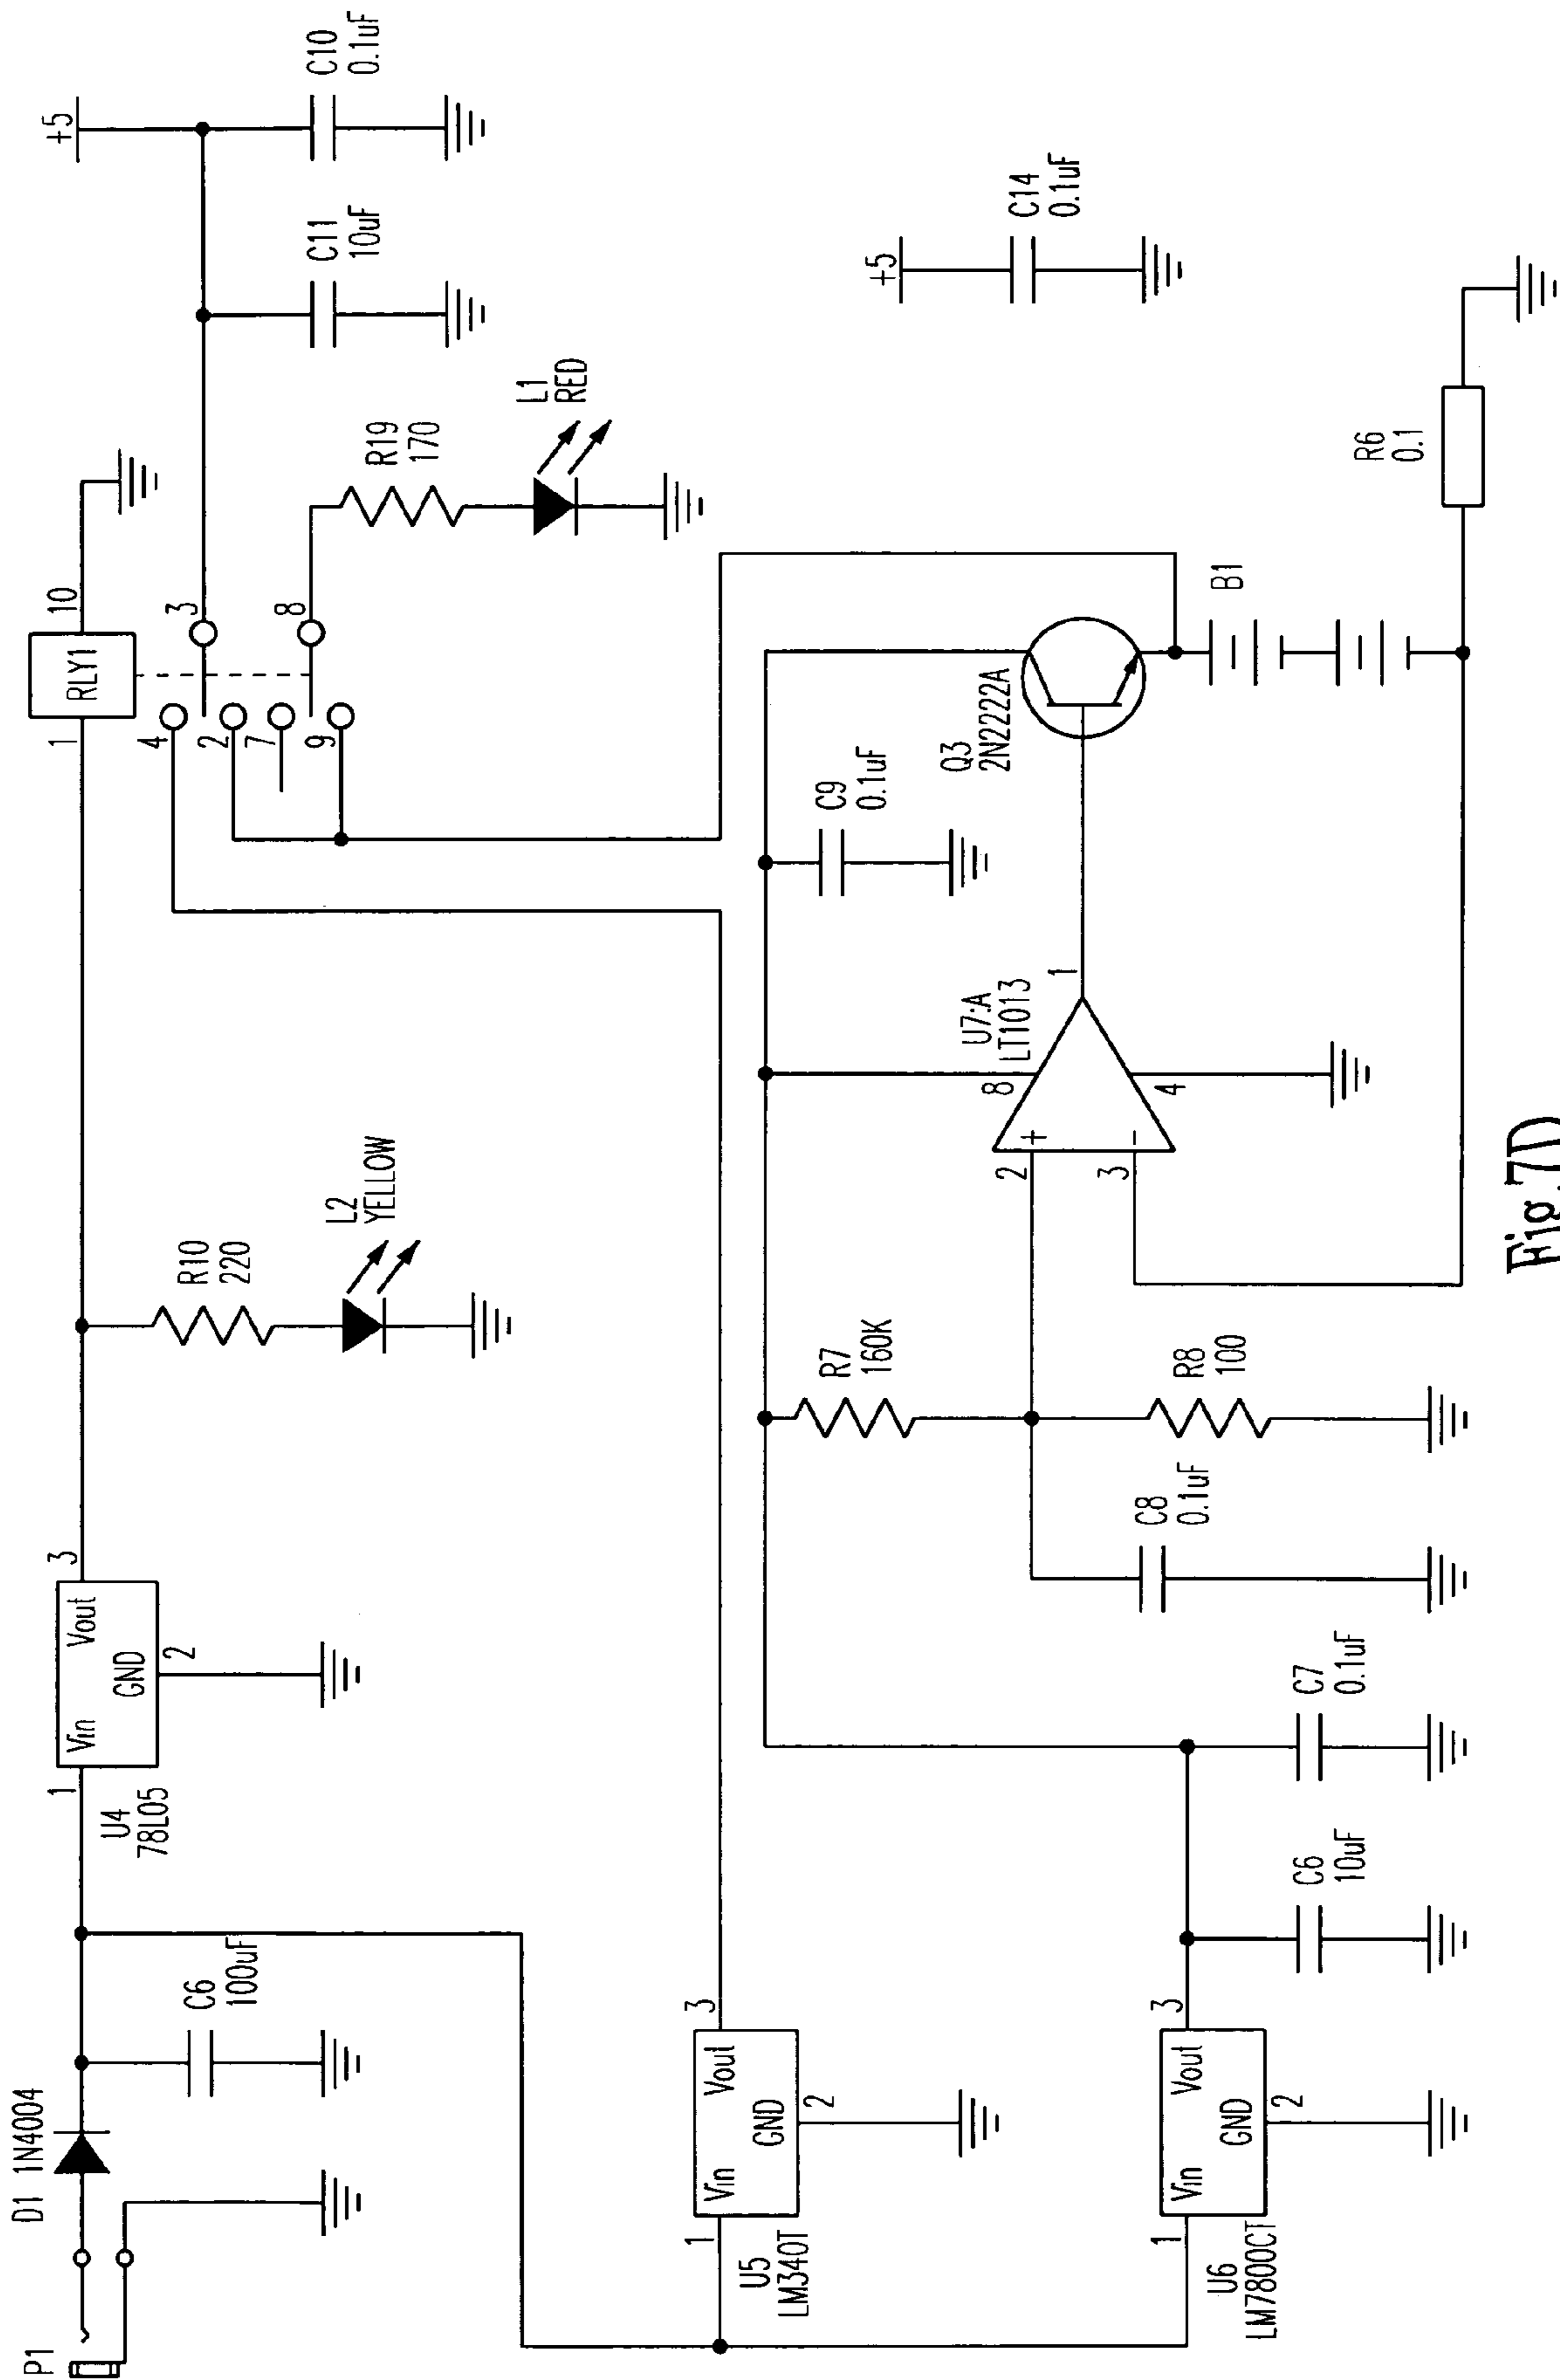 P1
D1 1N4004
C6
100uF
1
Vin
Vout
GND
3
2
U4
78L05
R10
220
L2
YELLOW
1
RLY1
10
4
2
7
9
3
8
R19
170
L1
RED
+5
C11
10uF
C10
0.1uF
1
Vin
Vout
GND
3
2
U5
LM340T
1
Vin
Vout
GND
3
2
U6
LM7800CT
C6
10uF
C7
0.1uF
C8
0.1uF
R7
160K
R8
100
2
+
3
-
8
4
1
U7:A
LT1013
C9
0.1uF
Q3
2N2222A
B1
R6
0.1
+5
C14
0.1uF
Fig.7D